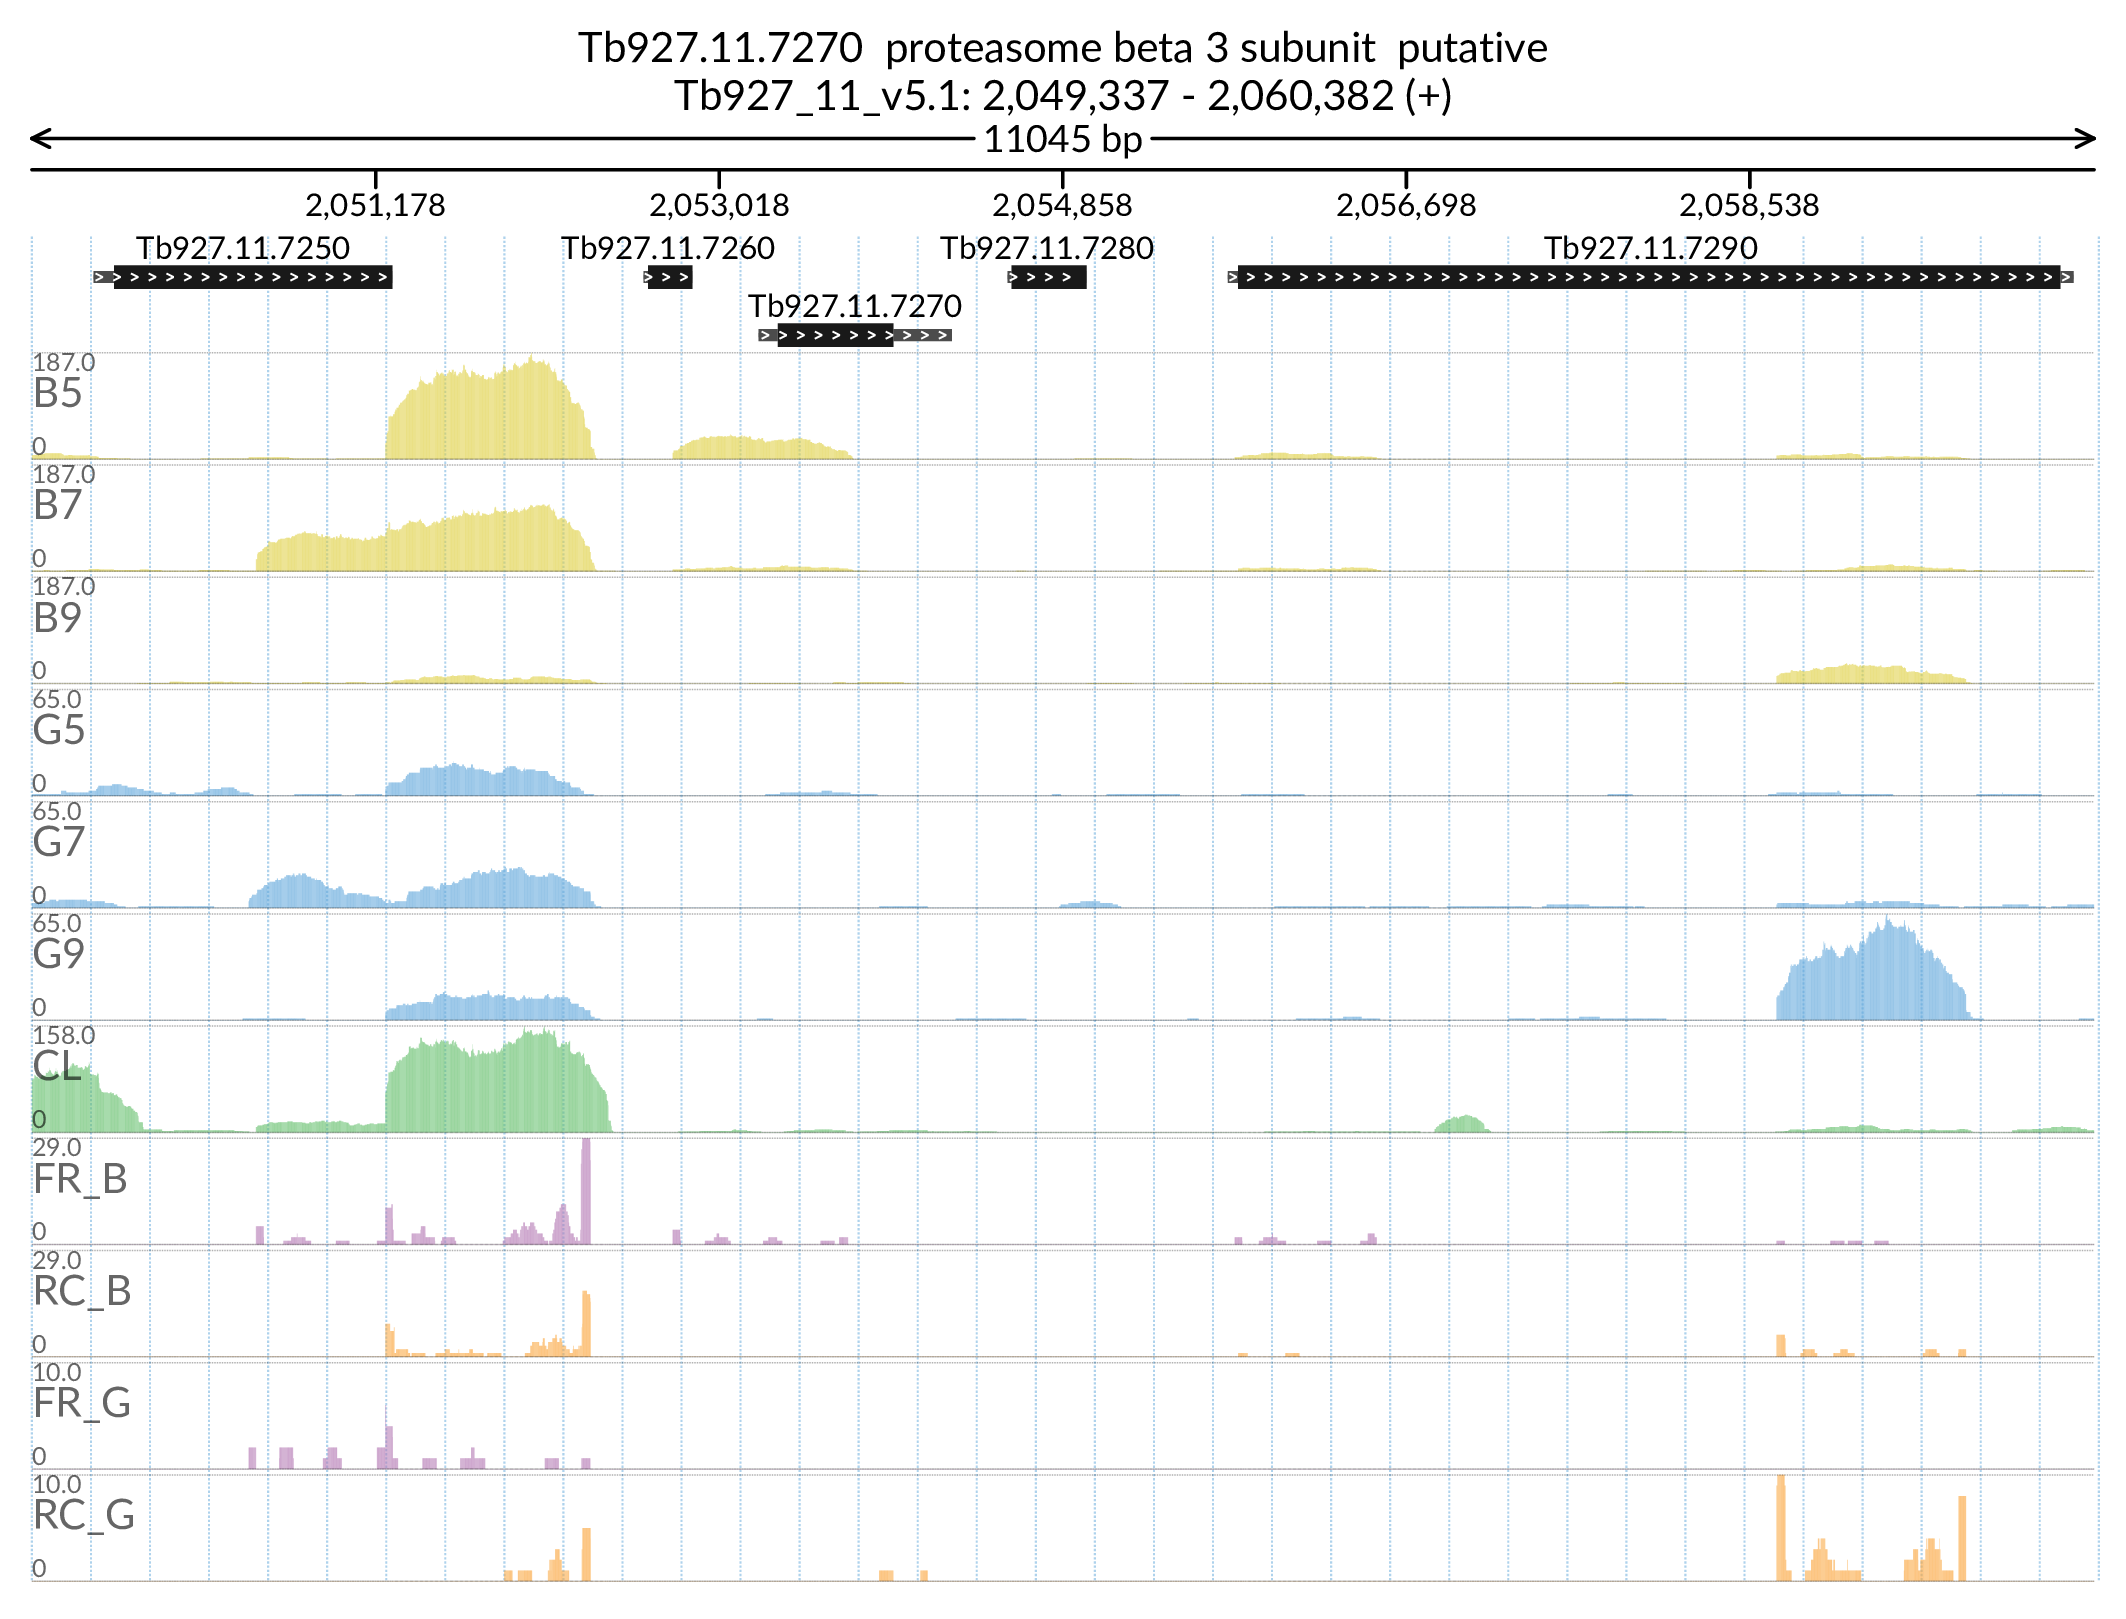 Tb927.11.7270  proteasome beta 3 subunit  putative
Tb927_11_v5.1: 2,049,337 - 2,060,382 (+)
11045 bp
2,051,178 2,053,018 2,054,858 2,056,698 2,058,538
Tb927.11.7250 Tb927.11.7260 Tb927.11.7280 Tb927.11.7290
Tb927.11.7270
187.0
B5
0
187.0
B7
0
187.0
B9
0
65.0
G5
0
65.0
G7
0
65.0
G9
0
158.0
CL
0
29.0
FR_B
0
29.0
RC_B
0
10.0
FR_G
0
10.0
RC_G
0